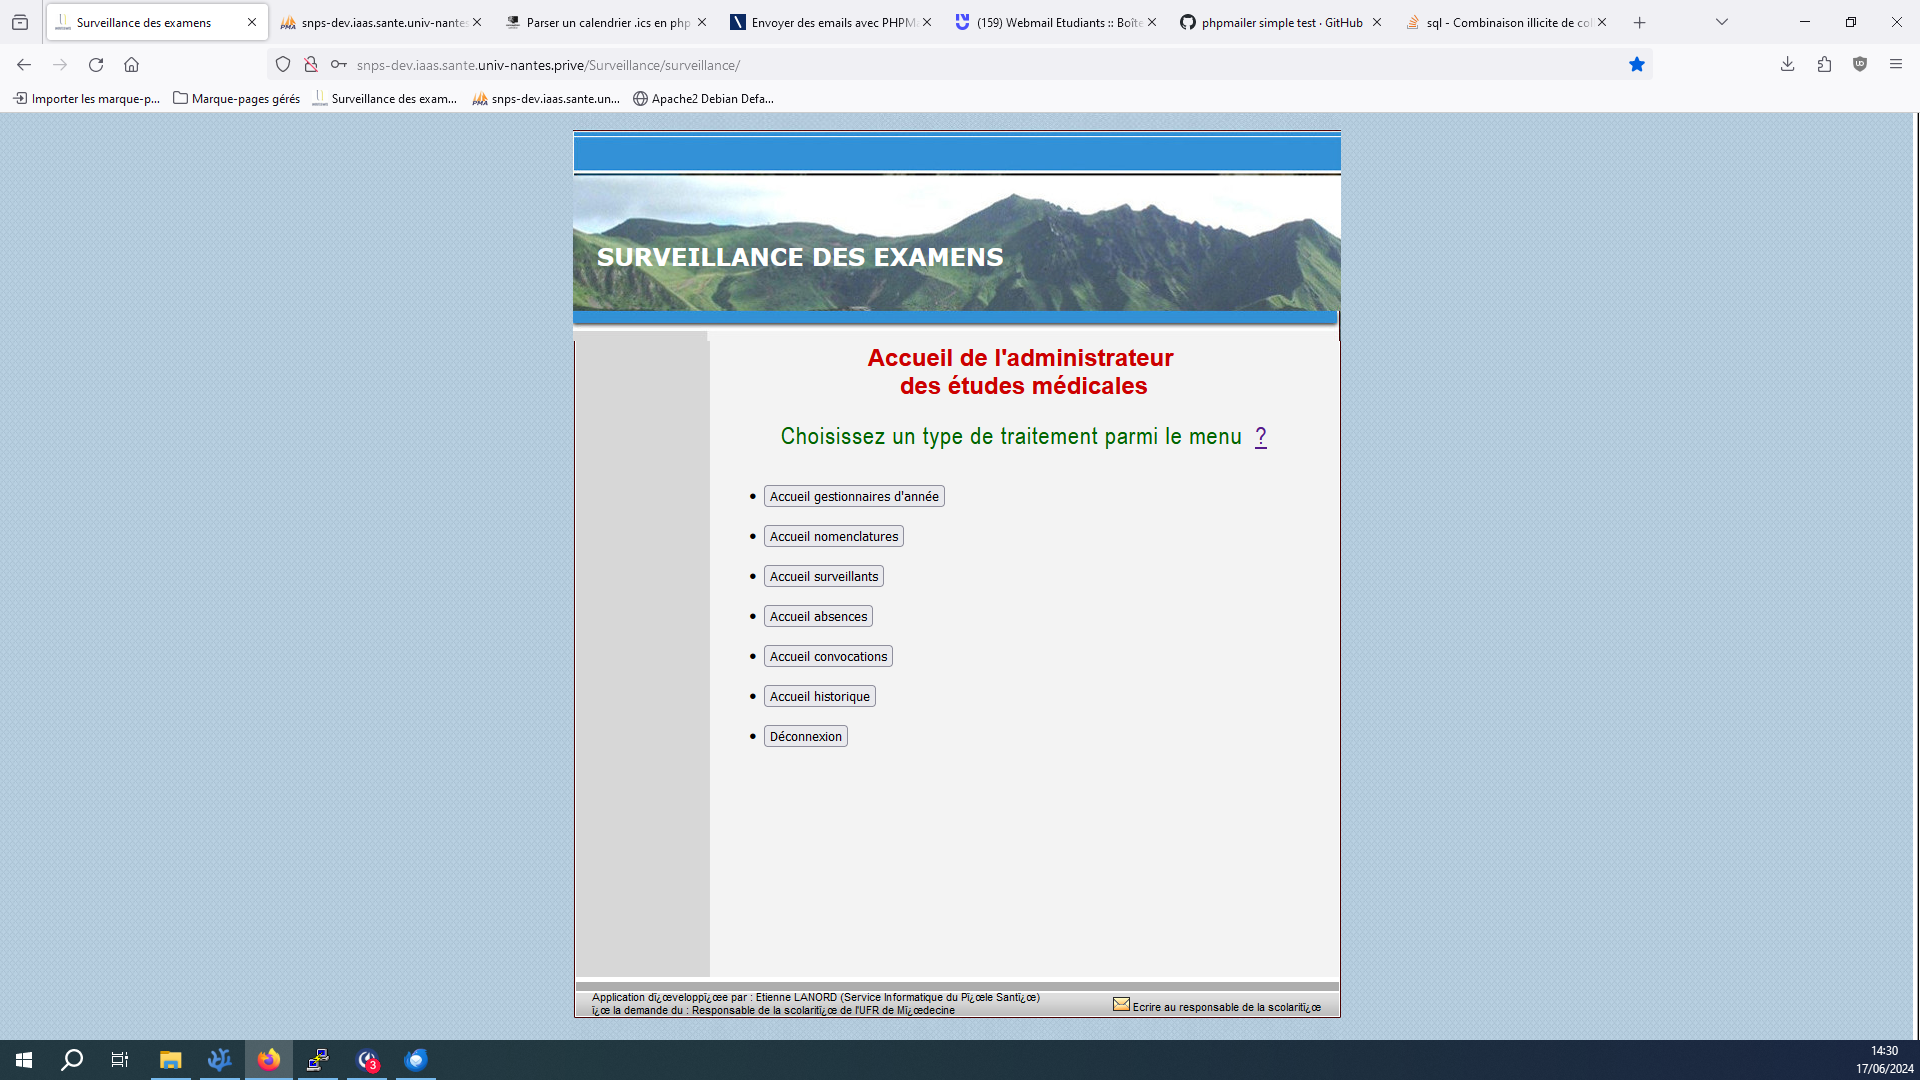 Surveillance des examens
snps-dev.iaas.sante.univ-nantes
Parser un calendrier .ics en php
Envoyer des emails avec PHPMa
(159) Webmail Etudiants :: Boîte
phpmailer simple test · GitHub
sql - Combinaison illicite de col
snps-dev.iaas.sante.univ-nantes.prive/Surveillance/surveillance/
Importer les marque-p...
Marque-pages gérés
Surveillance des exam...
PMA
snps-dev.iaas.sante.un...
Apache2 Debian Defa...
SURVEILLANCE DES EXAMENS
Accueil de l'administrateur
des études médicales
Choisissez un type de traitement parmi le menu ?
• Accueil gestionnaires d'année
• Accueil nomenclatures
• Accueil surveillants
• Accueil absences
• Accueil convocations
• Accueil historique
• Déconnexion
Application dï¿œveloppï¿œe par : Etienne LANORD (Service Informatique du Pï¿œle Santï¿œ)
ï¿œ la demande du : Responsable de la scolaritï¿œ de l'UFR de Mï¿œdecine
Ecrire au responsable de la scolaritï¿œ
3
14:30
17/06/2024